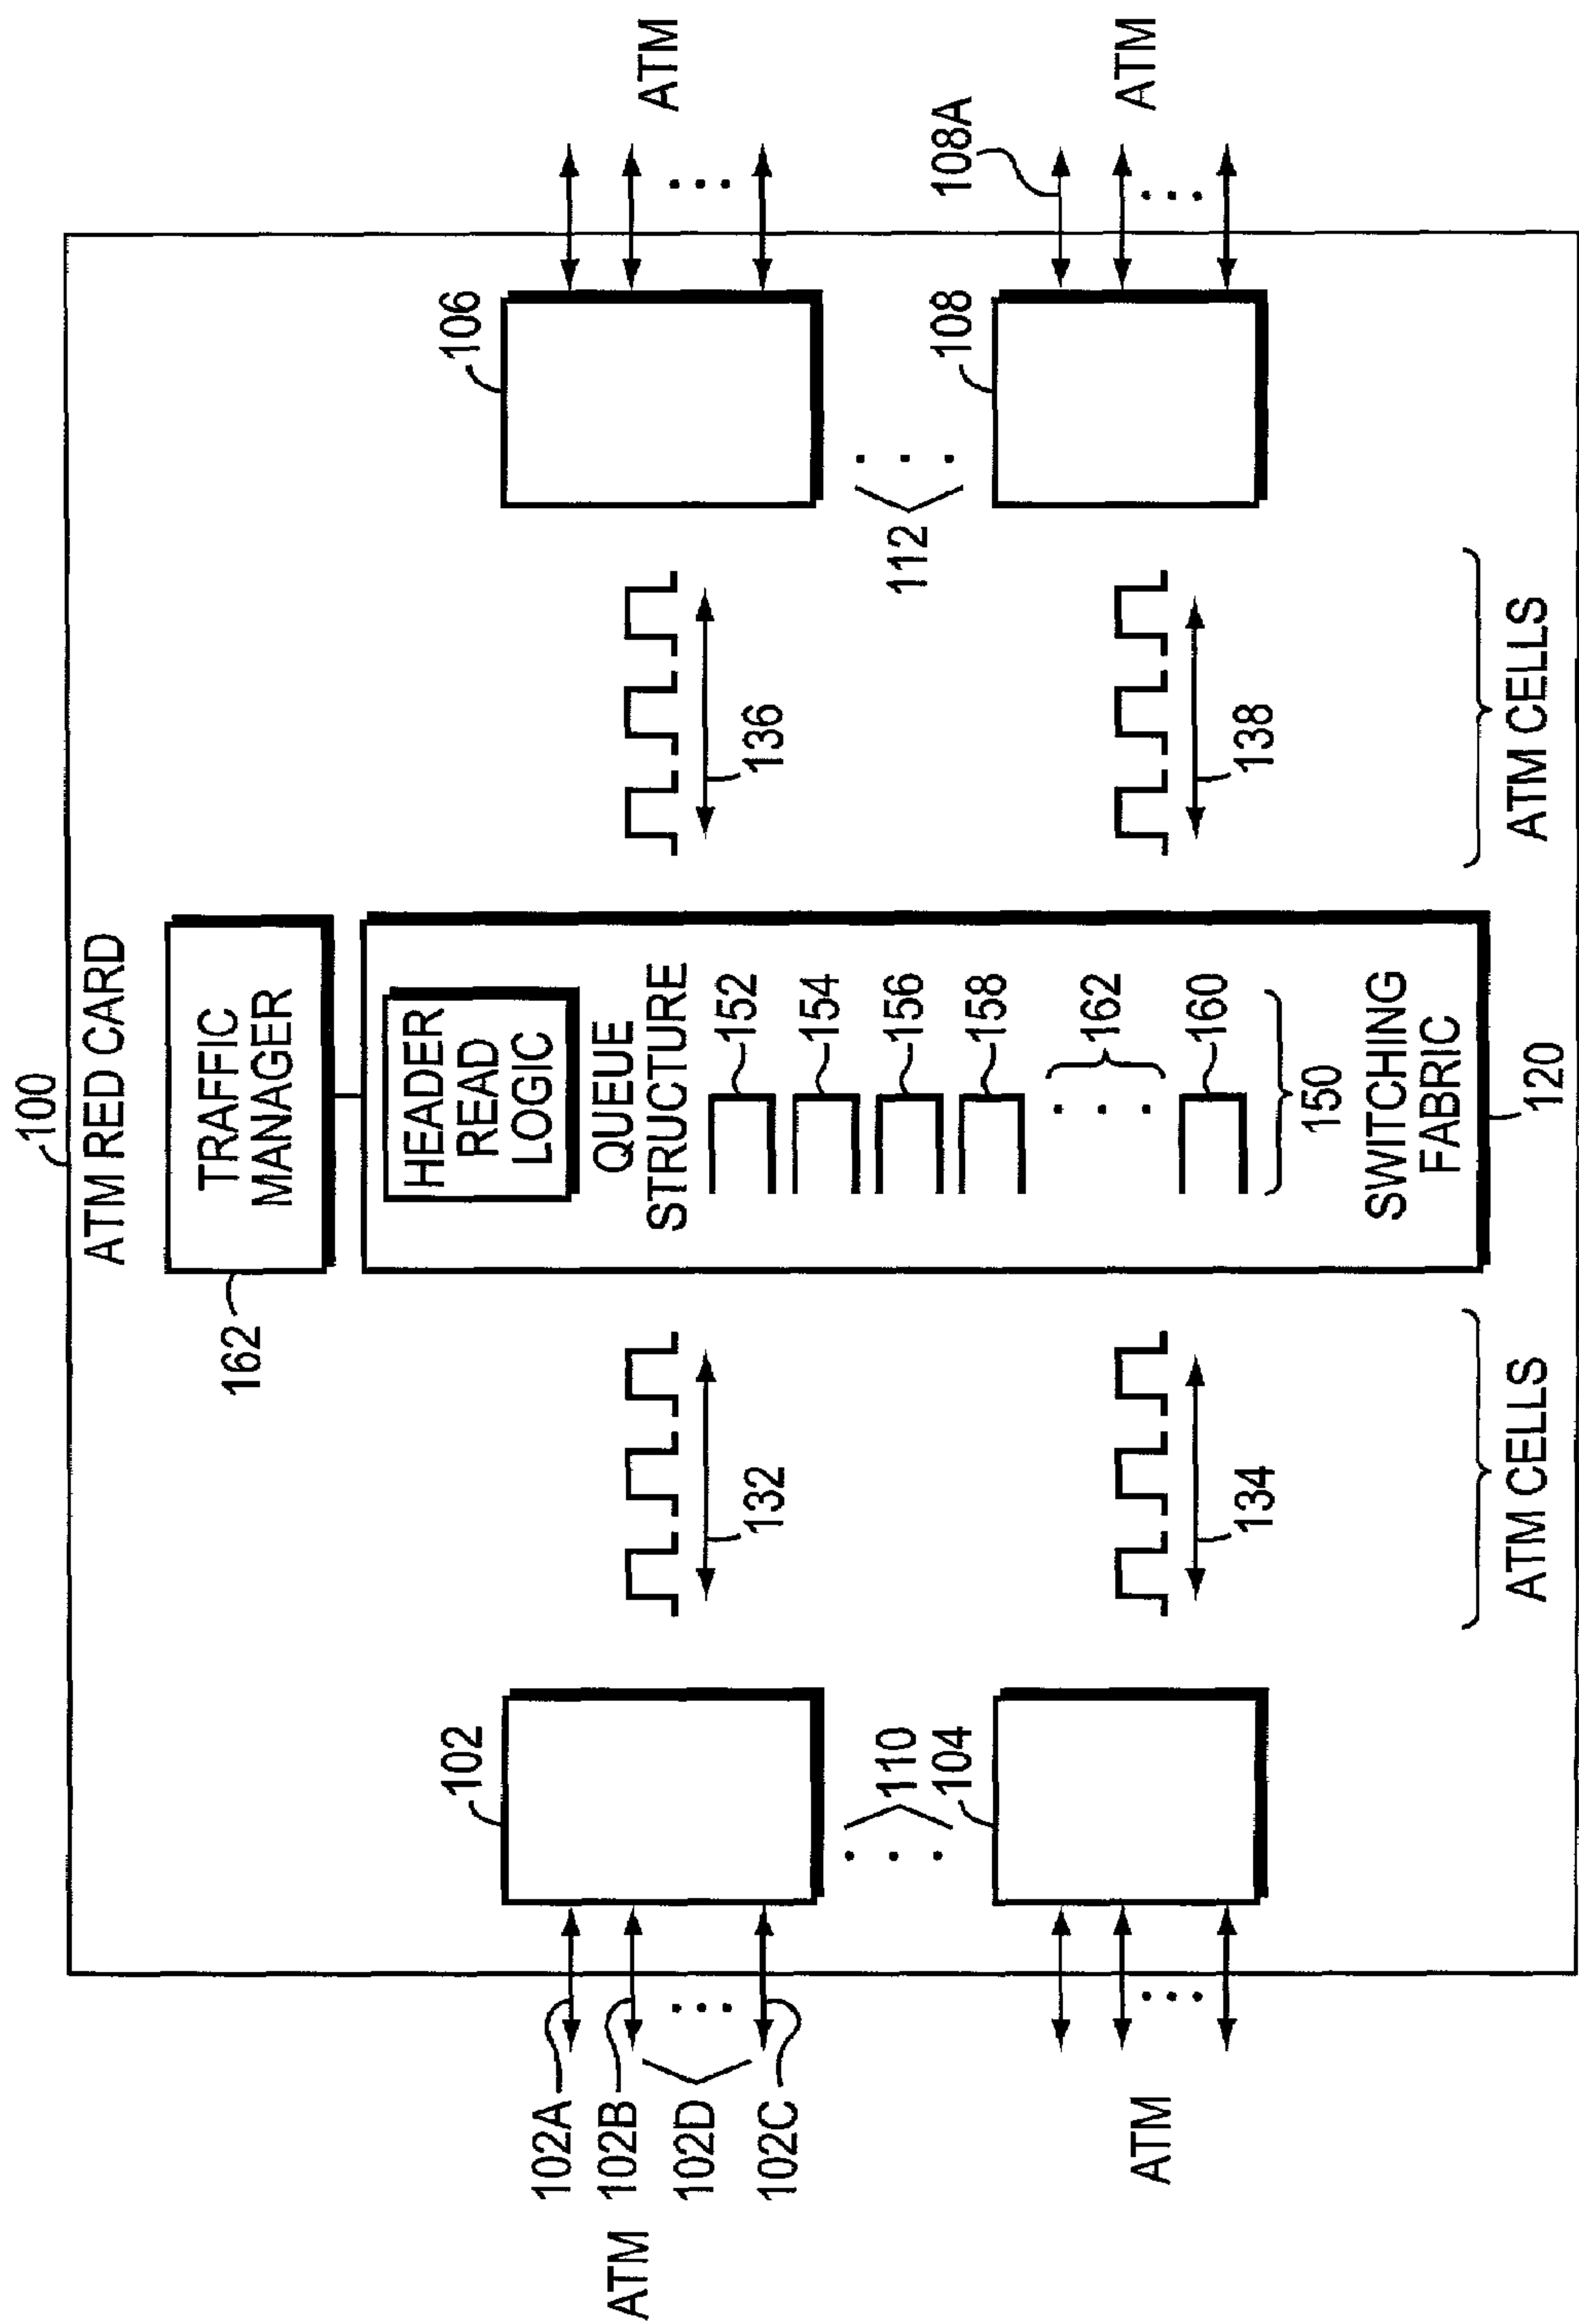 100
ATM RED CARD
162
TRAFFIC
MANAGER
HEADER
READ
LOGIC
QUEUE
STRUCTURE
152
154
156
158
162
160
150
SWITCHING
FABRIC
120
102A
102B
102D
102C
ATM
ATM
102
110
104
132
134
ATM CELLS
136
138
ATM CELLS
106
112
108
108A
ATM
ATM